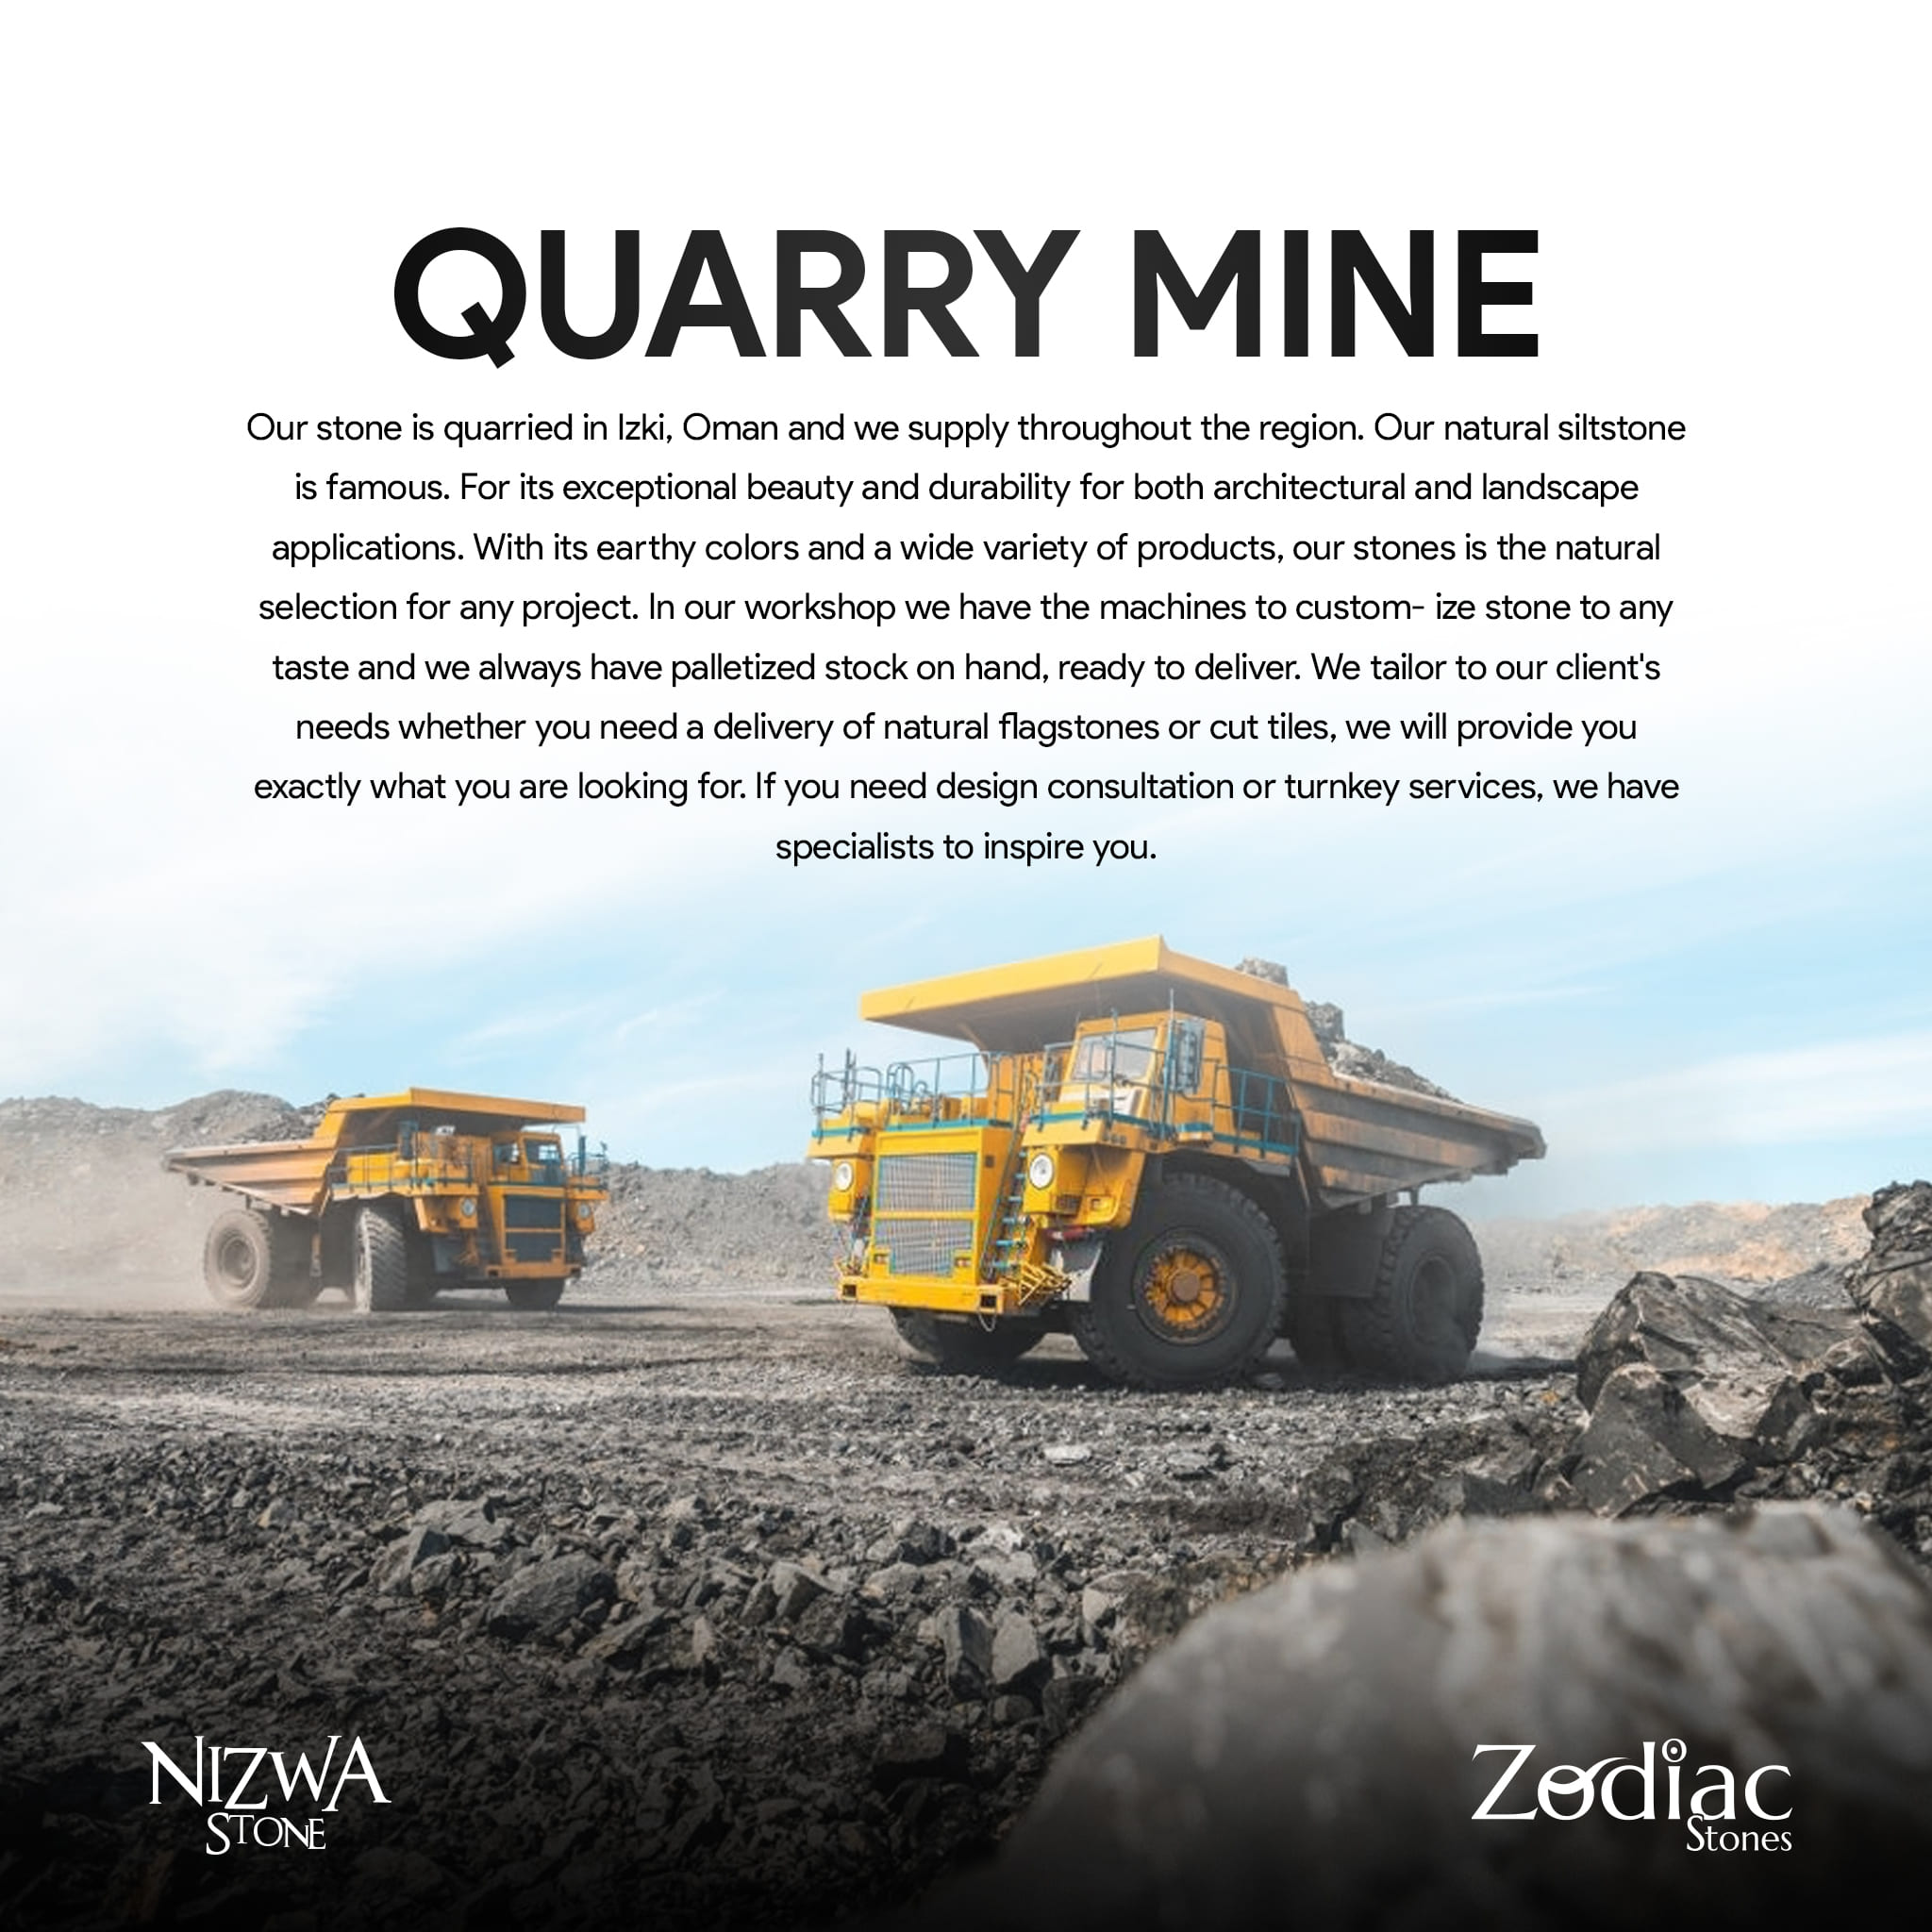 QUARRY MINE
Our stone is quarried in Izki, Oman and we supply throughout the region. Our natural siltstone
is famous. For its exceptional beauty and durability for both architectural and landscape
applications. With its earthy colors and a wide variety of products, our stones is the natural
selection for any project. In our workshop we have the machines to custom- ize stone to any
taste and we always have palletized stock on hand, ready to deliver. We tailor to our client's
needs whether you need a delivery of natural flagstones or cut tiles, we will provide you
exactly what you are looking for. If you need design consultation or turnkey services, we have
specialists to inspire you.
NIZWA
STONE
Zodiac
Stones